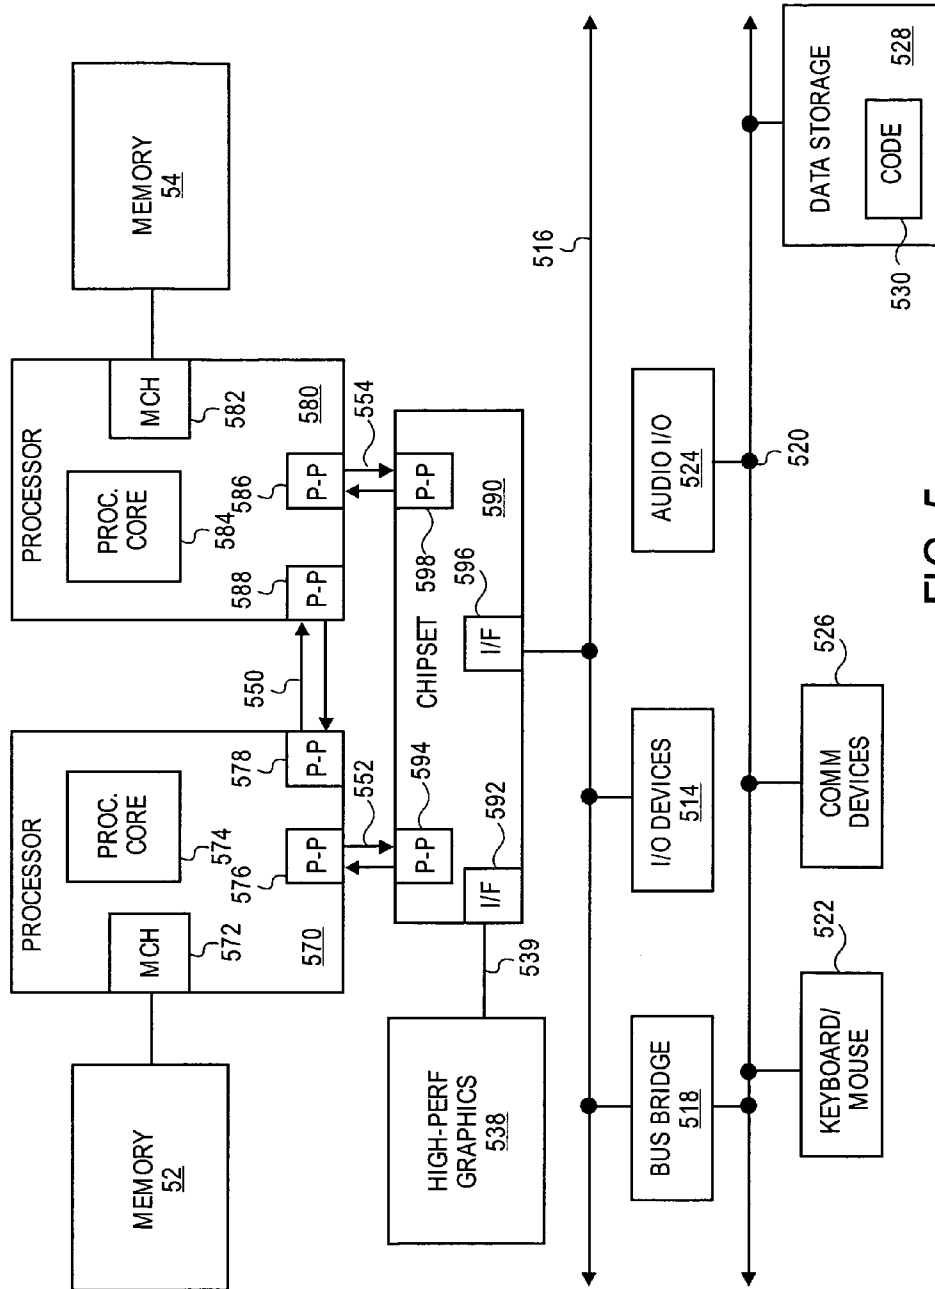 MEMORY
52
PROCESSOR
MCH
572
PROC.
CORE
574
570
576
P-P
578
P-P
550
PROCESSOR
588
P-P
PROC.
CORE
584
586
P-P
MCH
582
580
MEMORY
54
552
554
HIGH-PERF
GRAPHICS
538
539
P-P
594
I/F
592
CHIPSET
P-P
598
I/F
596
590
516
BUS BRIDGE
518
I/O DEVICES
514
AUDIO I/O
524
520
KEYBOARD/
MOUSE
522
COMM
DEVICES
526
DATA STORAGE
CODE
530
528
FIG. 5